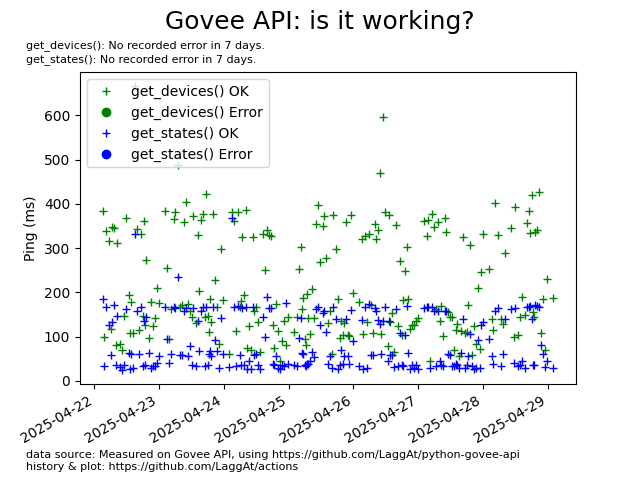 Govee API: is it working?
get_devices(): No recorded error in 7 days.
get_states(): No recorded error in 7 days.
get_devices() OK
get_devices() Error
get_states() OK
get_states() Error
Ping (ms)
600
500
400
300
200
100
0
2025-04-22
2025-04-23
2025-04-24
2025-04-25
2025-04-26
2025-04-27
2025-04-28
2025-04-29
data source: Measured on Govee API, using https://github.com/LaggAt/python-govee-api
history & plot: https://github.com/LaggAt/actions